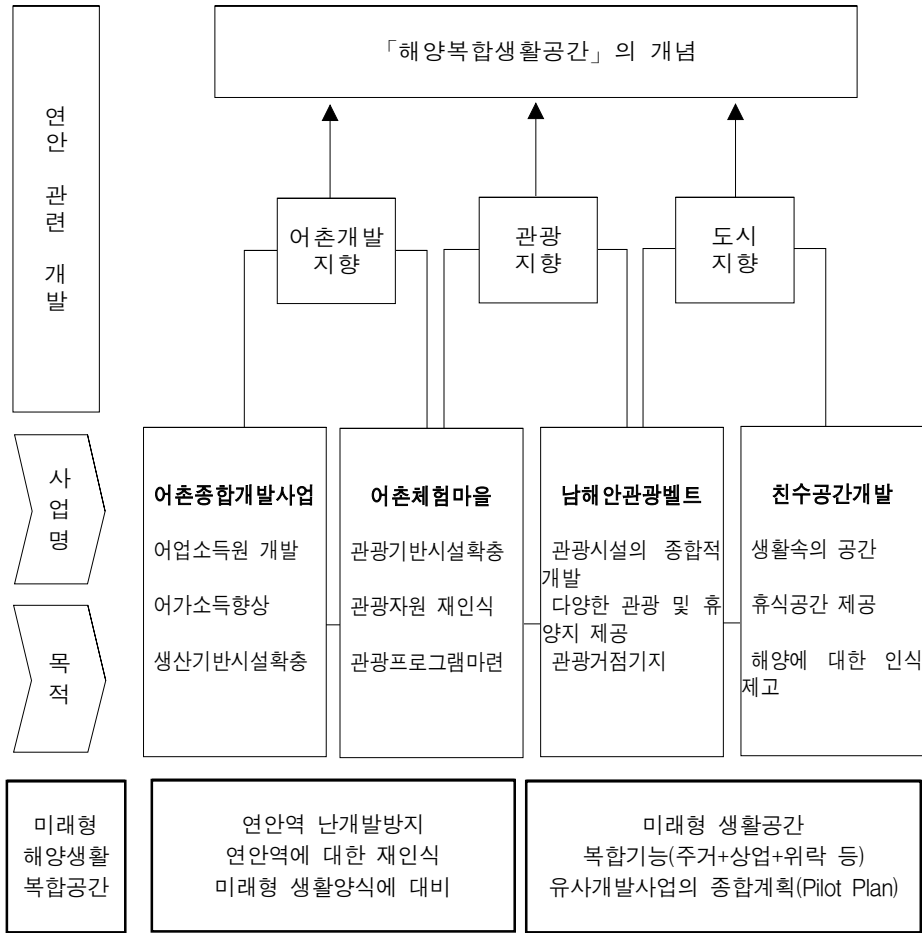 「해양복합생활공간」의 개념
연안 관련 개발
어촌개발
지향
관광
지향
도시
지향
사업명
목적
어촌종합개발사업
어업소득원 개발
어가소득향상
생산기반시설확충
어촌체험마을
관광기반시설확충
관광자원 재인식
관광프로그램마련
남해안관광벨트
관광시설의 종합적
개발
다양한 관광 및 휴
양지 제공
관광거점기지
친수공간개발
생활속의 공간
휴식공간 제공
해양에 대한 인식
제고
미래형
해양생활
복합공간
연안역 난개발방지
연안역에 대한 재인식
미래형 생활양식에 대비
미래형 생활공간
복합기능(주거+상업+위락 등)
유사개발사업의 종합계획(Pilot Plan)